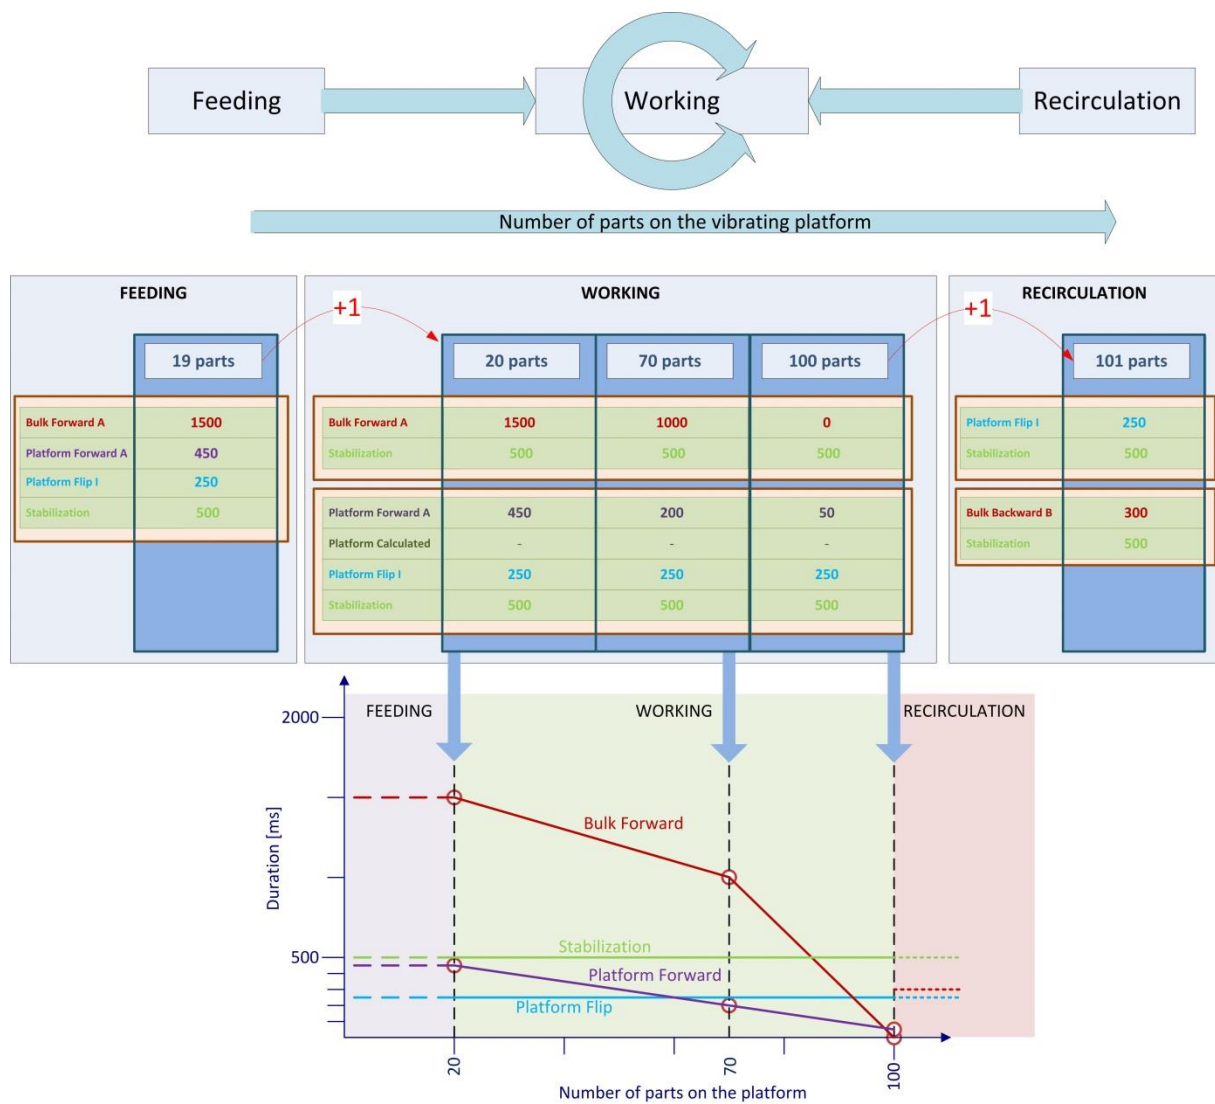 Feeding
Working
Recirculation
Number of parts on the vibrating platform
FEEDING
WORKING
RECIRCULATION
+1
+1
19 parts
20 parts
70 parts
100 parts
101 parts
Bulk Forward A 1500
Platform Forward A 450
Platform Flip I 250
Stabilization 500
Bulk Forward A 1500 1000 0
Stabilization 500 500 500
Platform Forward A 450 200 50
Platform Calculated - - -
Platform Flip I 250 250 250
Stabilization 500 500 500
Platform Flip I 250
Stabilization 500
Bulk Backward B 300
Stabilization 500
FEEDING
WORKING
RECIRCULATION
2000
500
Duration [ms]
Bulk Forward
Stabilization
Platform Forward
Platform Flip
20
70
100
Number of parts on the platform